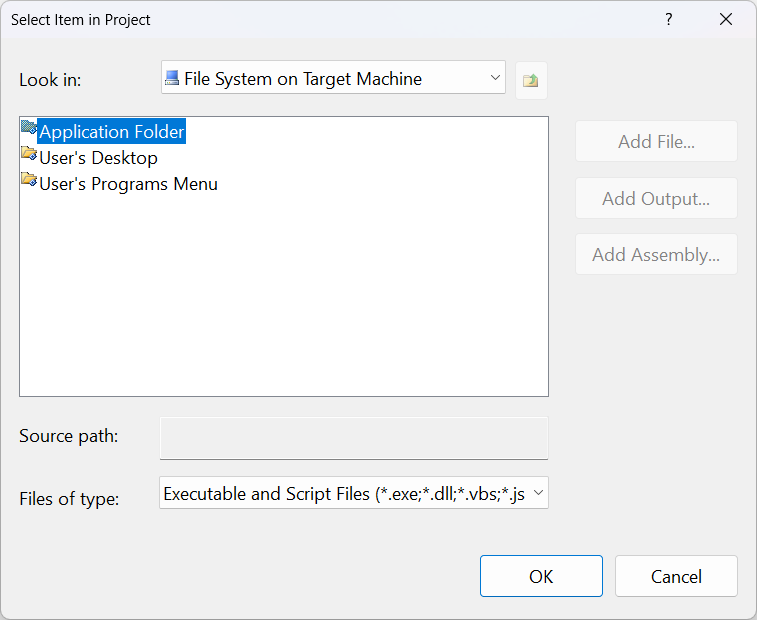 Select Item in Project
?
Look in:
File System on Target Machine
Application Folder
User's Desktop
User's Programs Menu
Add File...
Add Output...
Add Assembly...
Source path:
Files of type:
Executable and Script Files (*.exe;*.dll;*.vbs;*.js
OK
Cancel